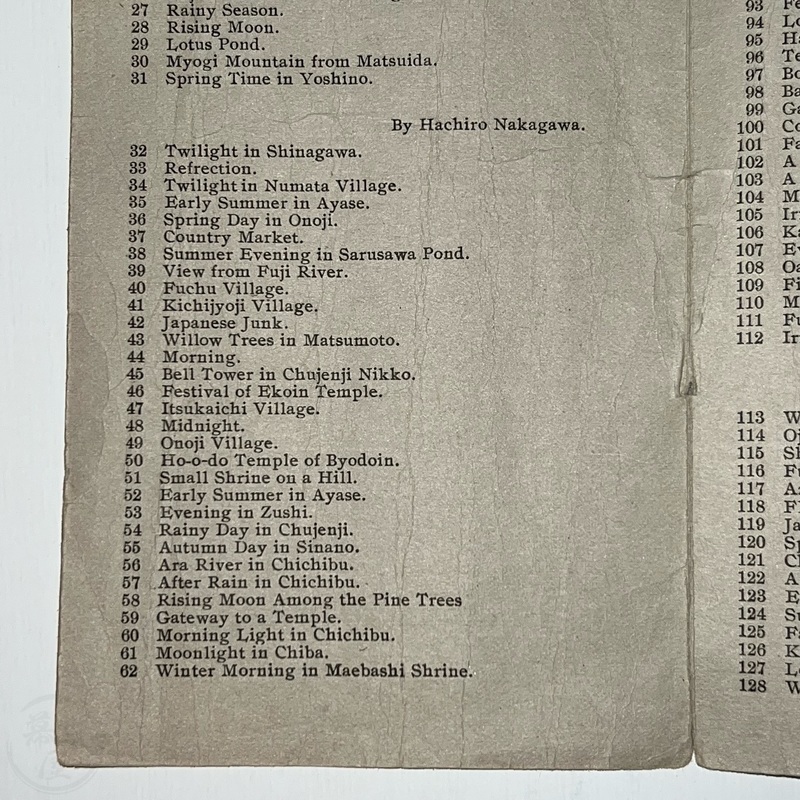 27 Rainy Season.
28 Rising Moon.
29 Lotus Pond.
30 Myogi Mountain from Matsuida.
31 Spring Time in Yoshino.
By Hachiro Nakagawa.
32 Twilight in Shinagawa.
33 Refrection.
34 Twilight in Numata Village.
35 Early Summer in Ayase.
36 Spring Day in Onoji.
37 Country Market.
38 Summer Evening in Sarusawa Pond.
39 View from Fuji River.
40 Fuchu Village.
41 Kichijyoji Village.
42 Japanese Junk.
43 Willow Trees in Matsumoto.
44 Morning.
45 Bell Tower in Chujenji Nikko.
46 Festival of Ekoin Temple.
47 Itsukaichi Village.
48 Midnight.
49 Onoji Village.
50 Ho-o-do Temple of Byodoin.
51 Small Shrine on a Hill.
52 Early Summer in Ayase.
53 Evening in Zushi.
54 Rainy Day in Chujenji.
55 Autumn Day in Sinano.
56 Ara River in Chichibu.
57 After Rain in Chichibu.
58 Rising Moon Among the Pine Trees
59 Gateway to a Temple.
60 Morning Light in Chichibu.
61 Moonlight in Chiba.
62 Winter Morning in Maebashi Shrine.
93
94
95
96
97
98
99
100
101
102 A
103 A
104
105
106
107
108
109
110
111
112
113
114
115
116
117
118
119
120
121
122
123
124
125
126
127
128